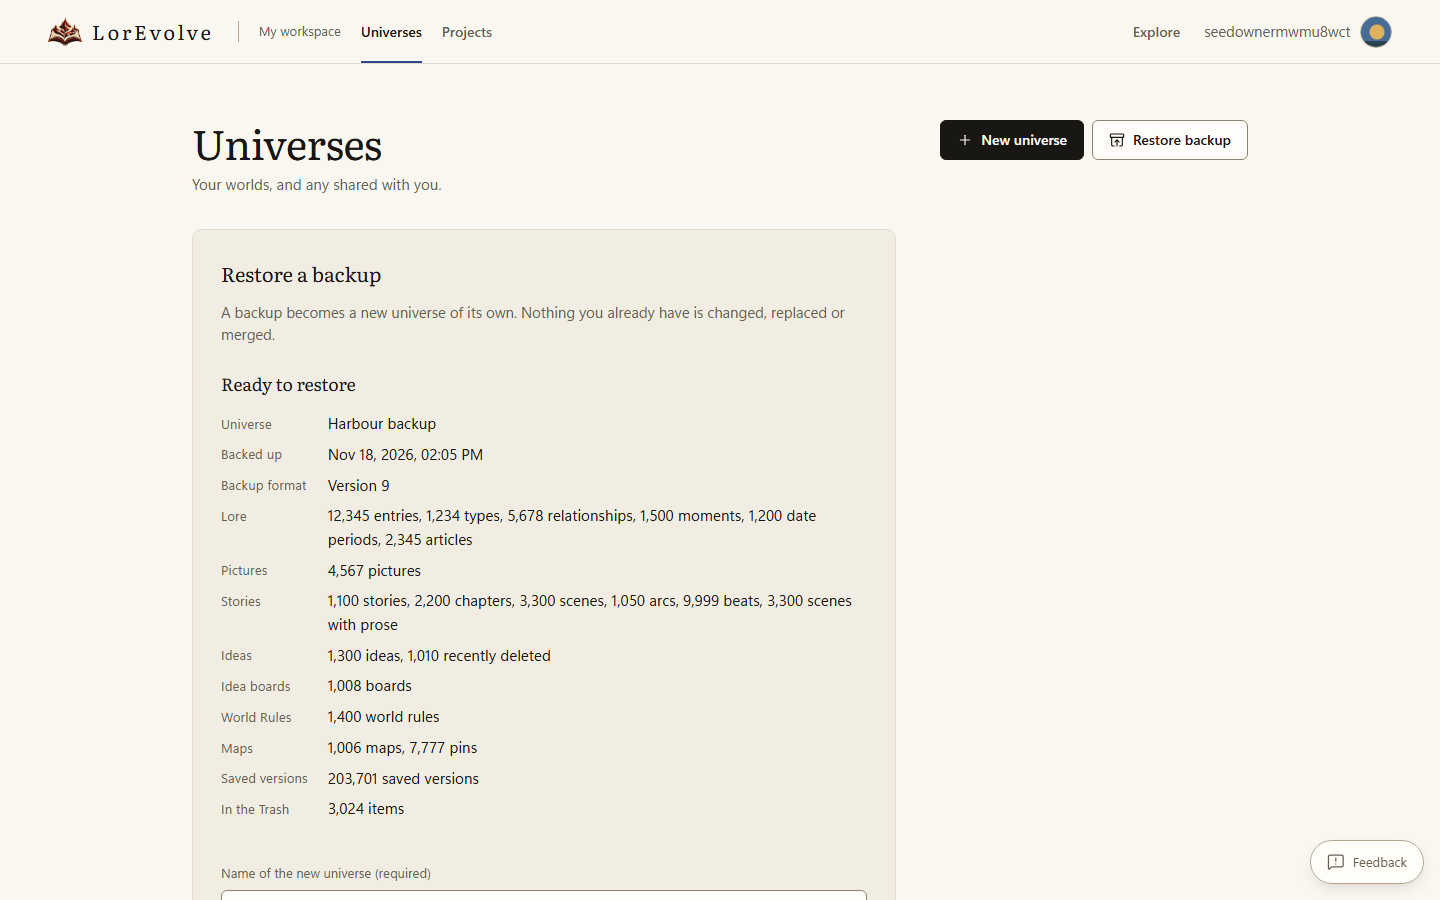 LorEvolve
My workspace
Universes
Projects
Explore
seedownermwmu8wct
Universes
Your worlds, and any shared with you.
+ New universe
Restore backup
Restore a backup
A backup becomes a new universe of its own. Nothing you already have is changed, replaced or
merged.
Ready to restore
Universe Harbour backup
Backed up Nov 18, 2026, 02:05 PM
Backup format Version 9
Lore 12,345 entries, 1,234 types, 5,678 relationships, 1,500 moments, 1,200 date
periods, 2,345 articles
Pictures 4,567 pictures
Stories 1,100 stories, 2,200 chapters, 3,300 scenes, 1,050 arcs, 9,999 beats, 3,300 scenes
with prose
Ideas 1,300 ideas, 1,010 recently deleted
Idea boards 1,008 boards
World Rules 1,400 world rules
Maps 1,006 maps, 7,777 pins
Saved versions 203,701 saved versions
In the Trash 3,024 items
Name of the new universe (required)
Feedback